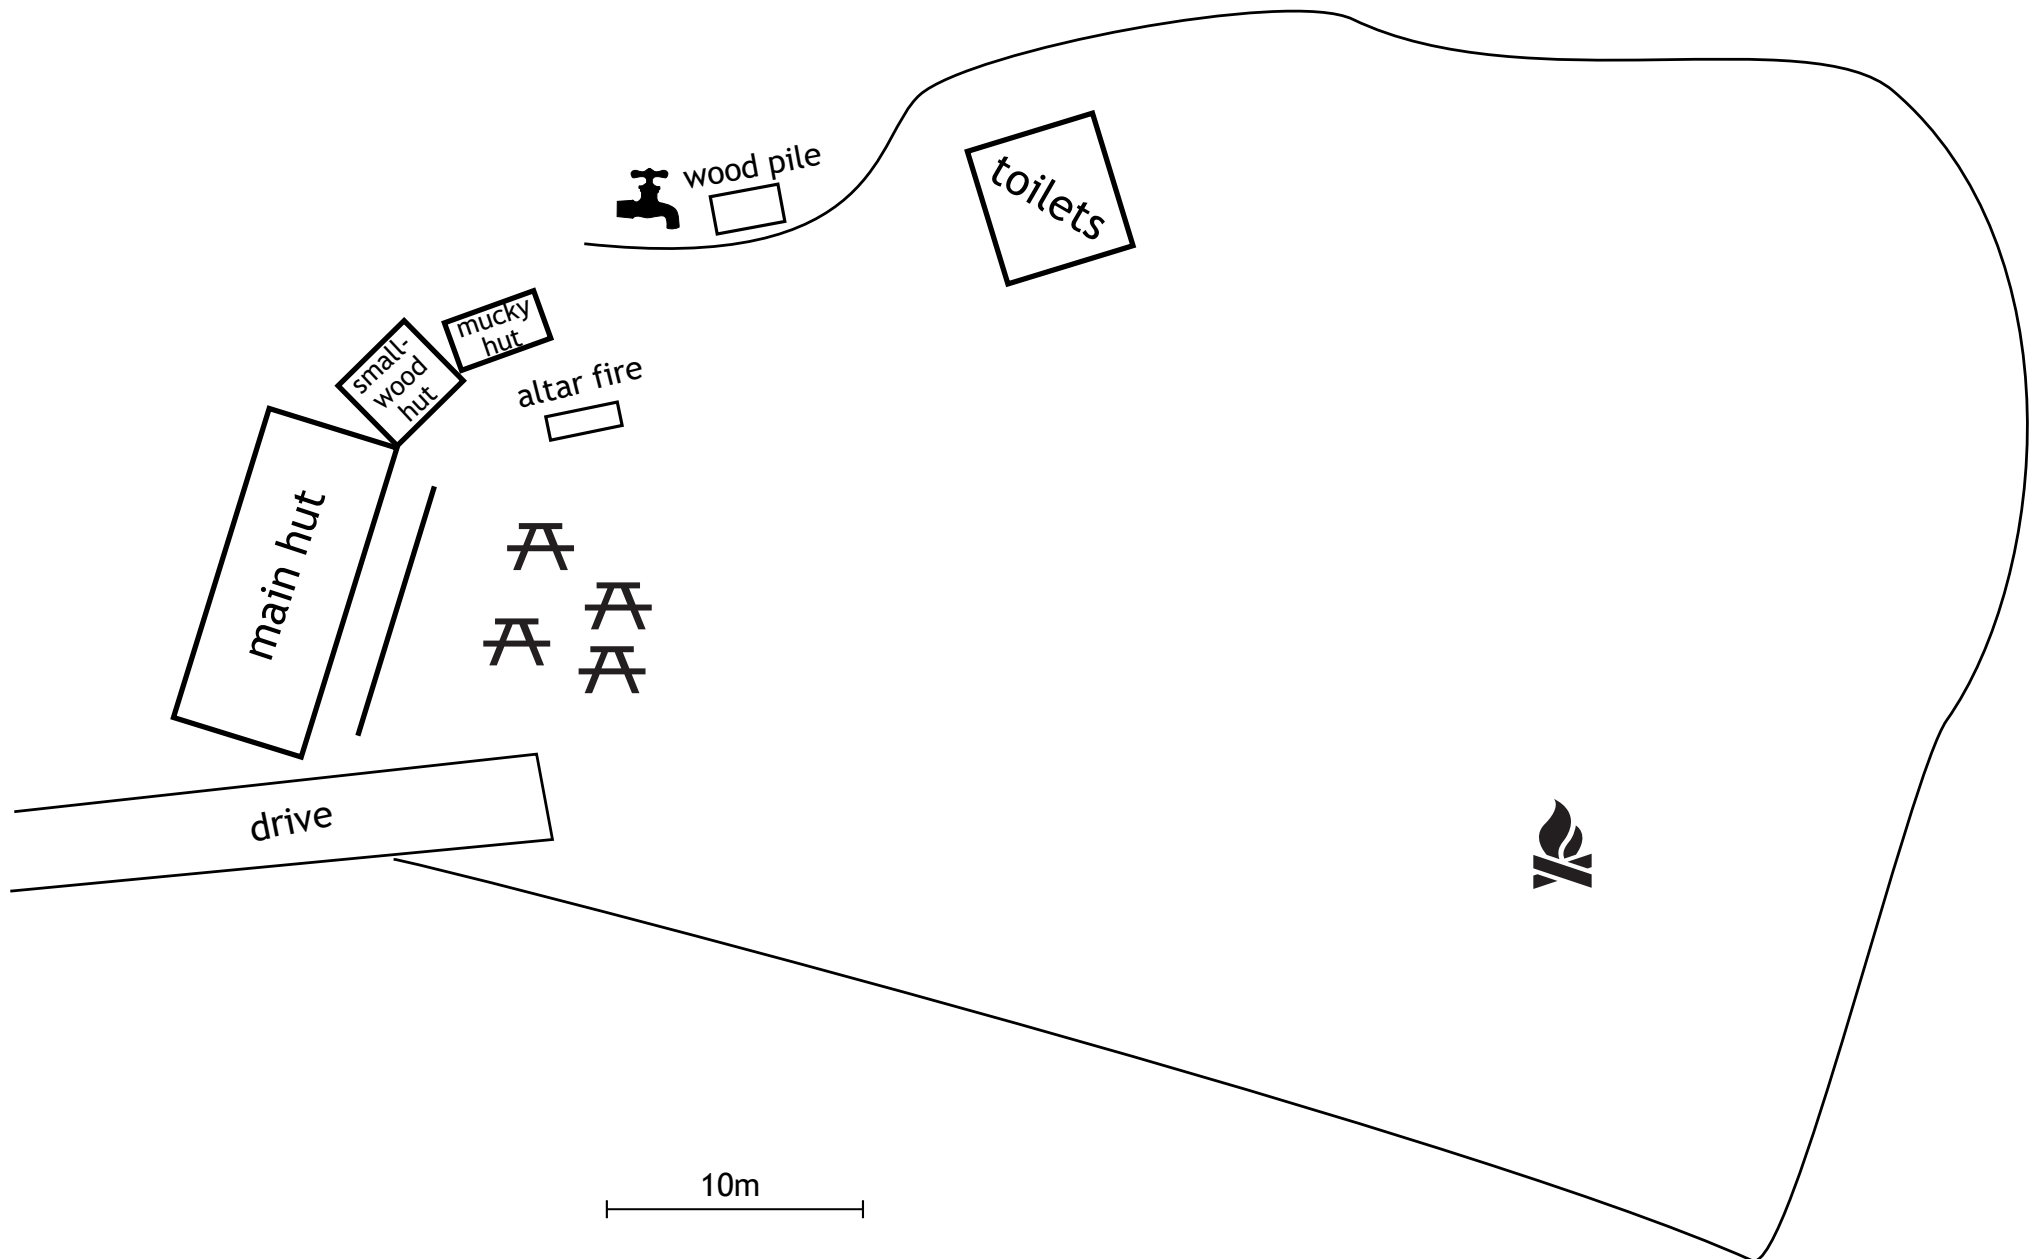 wood pile
toilets
mucky
hut
small-
wood
hut
altar fire
main hut
drive
10m